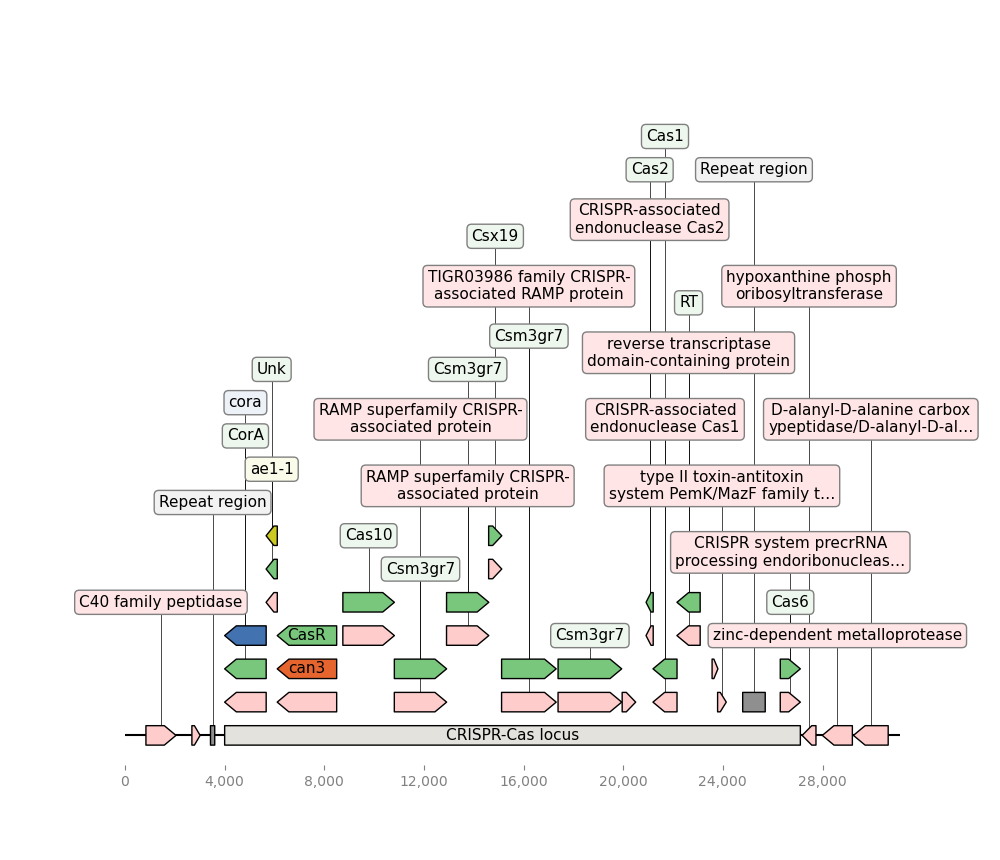 Cas1
Cas2
Repeat region
CRISPR-associated
endonuclease Cas2
Csx19
TIGR03986 family CRISPR-
associated RAMP protein
hypoxanthine phosph
oribosyltransferase
RT
Csm3gr7
reverse transcriptase
domain-containing protein
Unk
Csm3gr7
cora
RAMP superfamily CRISPR-
associated protein
CRISPR-associated
endonuclease Cas1
D-alanyl-D-alanine carbox
ypeptidase/D-alanyl-D-al...
CorA
ae1-1
RAMP superfamily CRISPR-
associated protein
type II toxin-antitoxin
system PemK/MazF family t...
Repeat region
Cas10
CRISPR system precrRNA
processing endoribonucleas...
Csm3gr7
C40 family peptidase
Cas6
CasR
Csm3gr7
zinc-dependent metalloprotease
can3
CRISPR-Cas locus
0 4,000 8,000 12,000 16,000 20,000 24,000 28,000